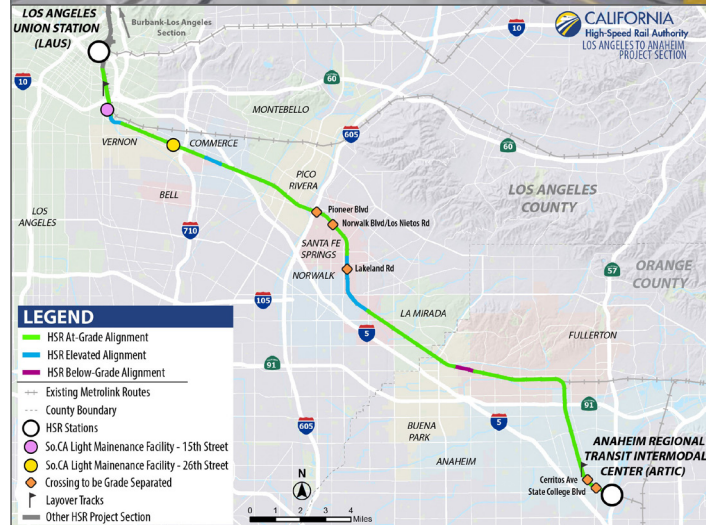 LOS ANGELES
UNION STATION
(LAUS)
Burbank-Los Angeles
Section
CALIFORNIA
High-Speed Rail Authority
LOS ANGELES TO ANAHEIM
PROJECT SECTION
10
5
10
60
MONTEBELLO
605
VERNON
COMMERCE
60
PICO
RIVERA
BELL
LOS ANGELES
COUNTY
LOS
ANGELES
Pioneer Blvd
Norwalk Blvd/Los Nietos Rd
710
SANTA FE
SPRINGS
NORWALK
Lakeland Rd
57
ORANGE
COUNTY
105
LA MIRADA
5
FULLERTON
91
91
605
BUENA
PARK
5
ANAHEIM
ANAHEIM REGIONAL
TRANSIT INTERMODAL
CENTER (ARTIC)
Cerritos Ave
State College Blvd
LEGEND
HSR At-Grade Alignment
HSR Elevated Alignment
HSR Below-Grade Alignment
Existing Metrolink Routes
County Boundary
HSR Stations
So.CA Light Mainenance Facility - 15th Street
So.CA Light Mainenance Facility - 26th Street
Crossing to be Grade Separated
Layover Tracks
Other HSR Project Section
N
0 1 2 3 4
Miles